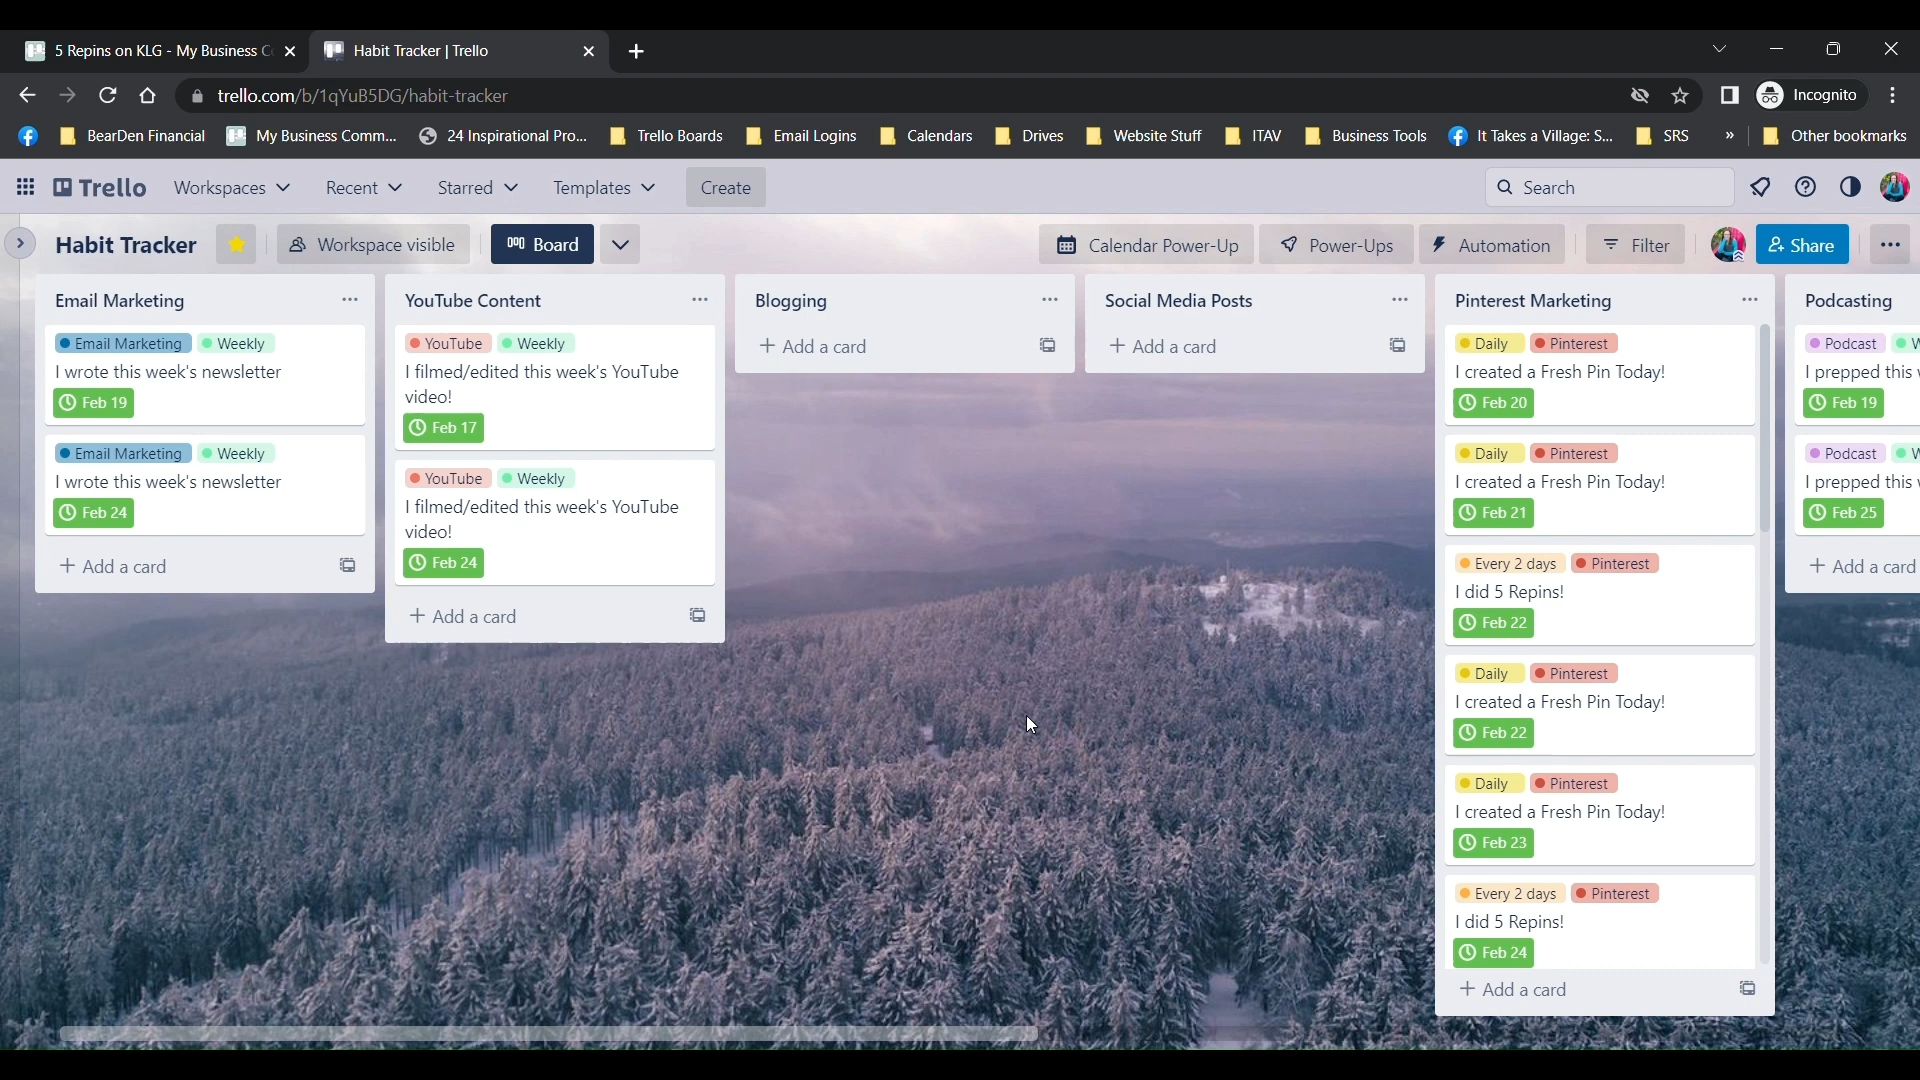 5 Repins on KLG - My Business C
Habit Tracker | Trello
trello.com/b/1qYuB5DG/habit-tracker
Incognito
BearDen Financial
My Business Comm...
24 Inspirational Pro...
Trello Boards
Email Logins
Calendars
Drives
Website Stuff
ITAV
Business Tools
It Takes a Village: S...
SRS
»
Other bookmarks
Trello
Workspaces
Recent
Starred
Templates
Create
Search
Habit Tracker
Workspace visible
Board
Calendar Power-Up
Power-Ups
Automation
Filter
Share
Email Marketing
Email Marketing Weekly
I wrote this week's newsletter
Feb 19
Email Marketing Weekly
I wrote this week's newsletter
Feb 24
+ Add a card
YouTube Content
YouTube Weekly
I filmed/edited this week's YouTube
video!
Feb 17
YouTube Weekly
I filmed/edited this week's YouTube
video!
Feb 24
+ Add a card
Blogging
+ Add a card
Social Media Posts
+ Add a card
Pinterest Marketing
Daily Pinterest
I created a Fresh Pin Today!
Feb 20
Daily Pinterest
I created a Fresh Pin Today!
Feb 21
Every 2 days Pinterest
I did 5 Repins!
Feb 22
Daily Pinterest
I created a Fresh Pin Today!
Feb 22
Daily Pinterest
I created a Fresh Pin Today!
Feb 23
Every 2 days Pinterest
I did 5 Repins!
Feb 24
+ Add a card
Podcasting
Podcast
I prepped this
Feb 19
Podcast
I prepped this
Feb 25
+ Add a card